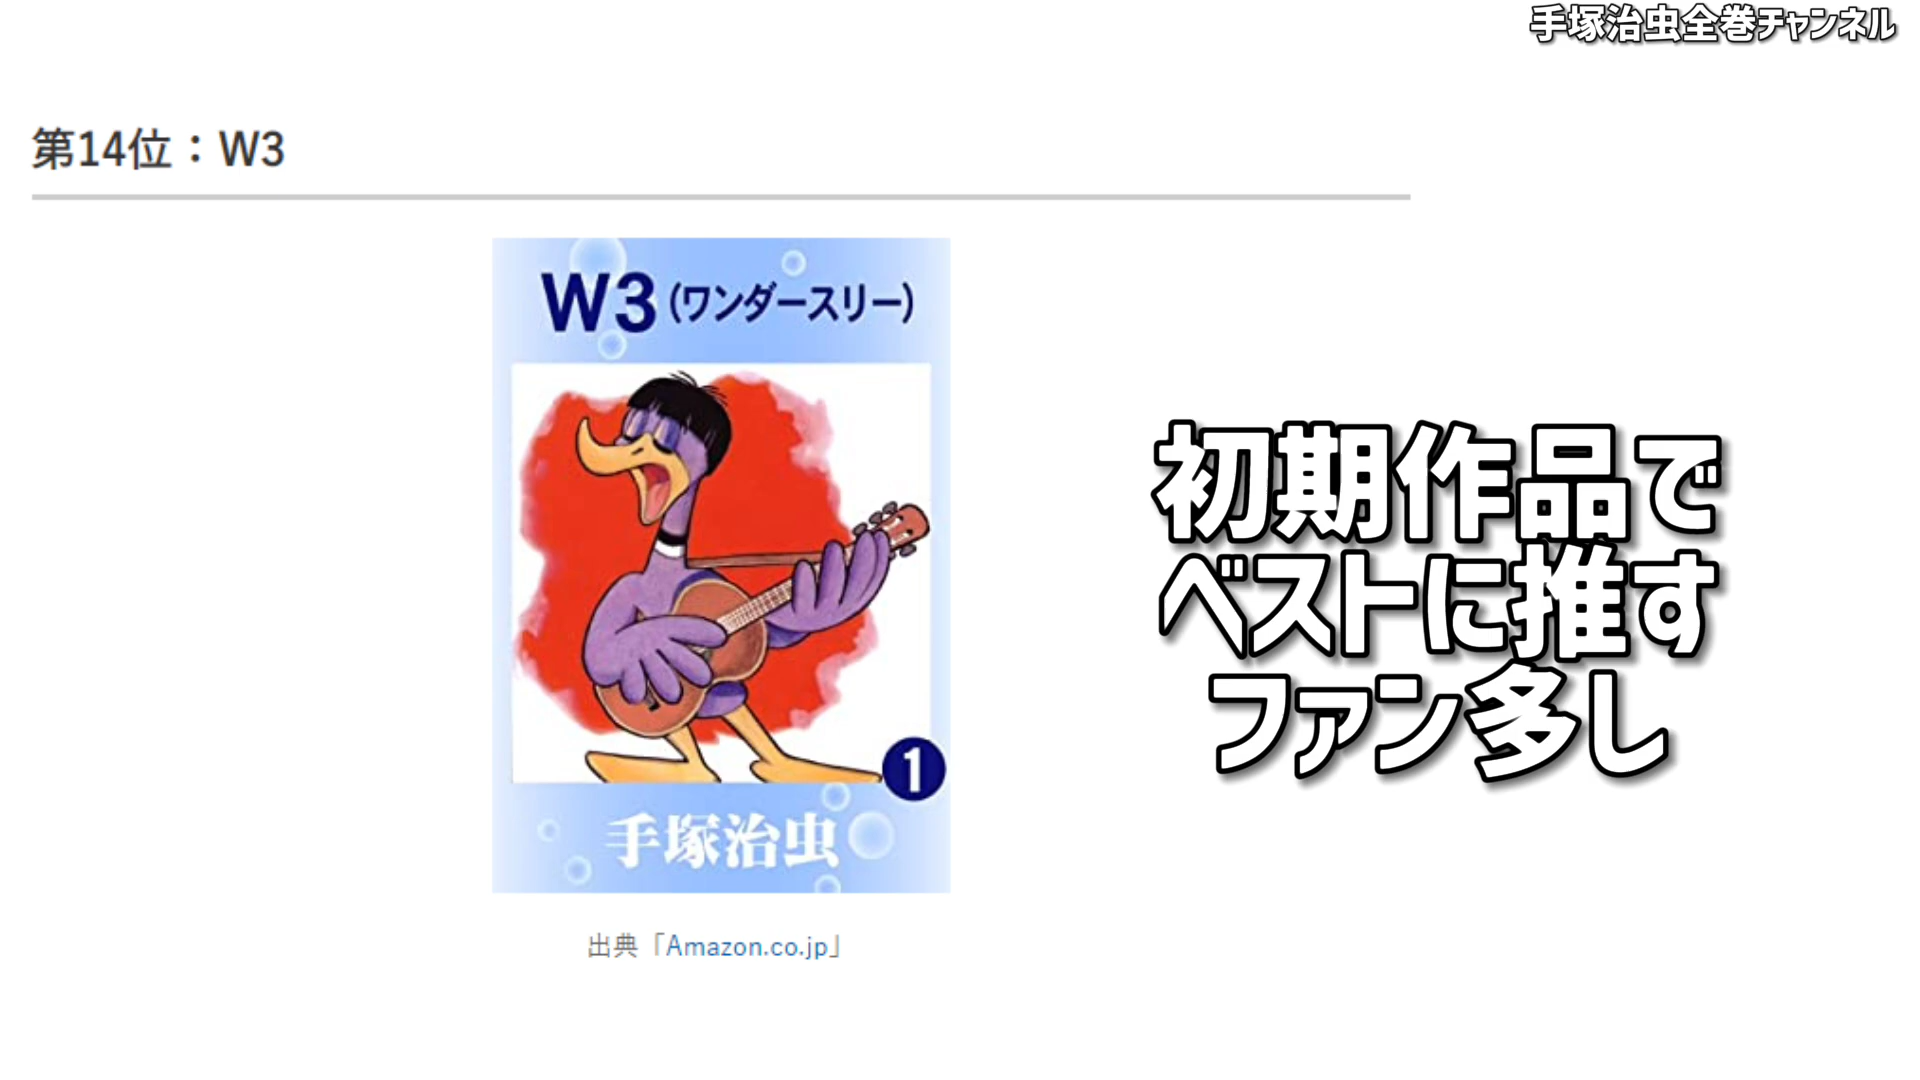 手塚治虫全巻チャンネル
第14位：W3
W3（ワンダースリー）
1
手塚治虫
出典「Amazon.co.jp」
初期作品で
ベストに推す
ファン多し